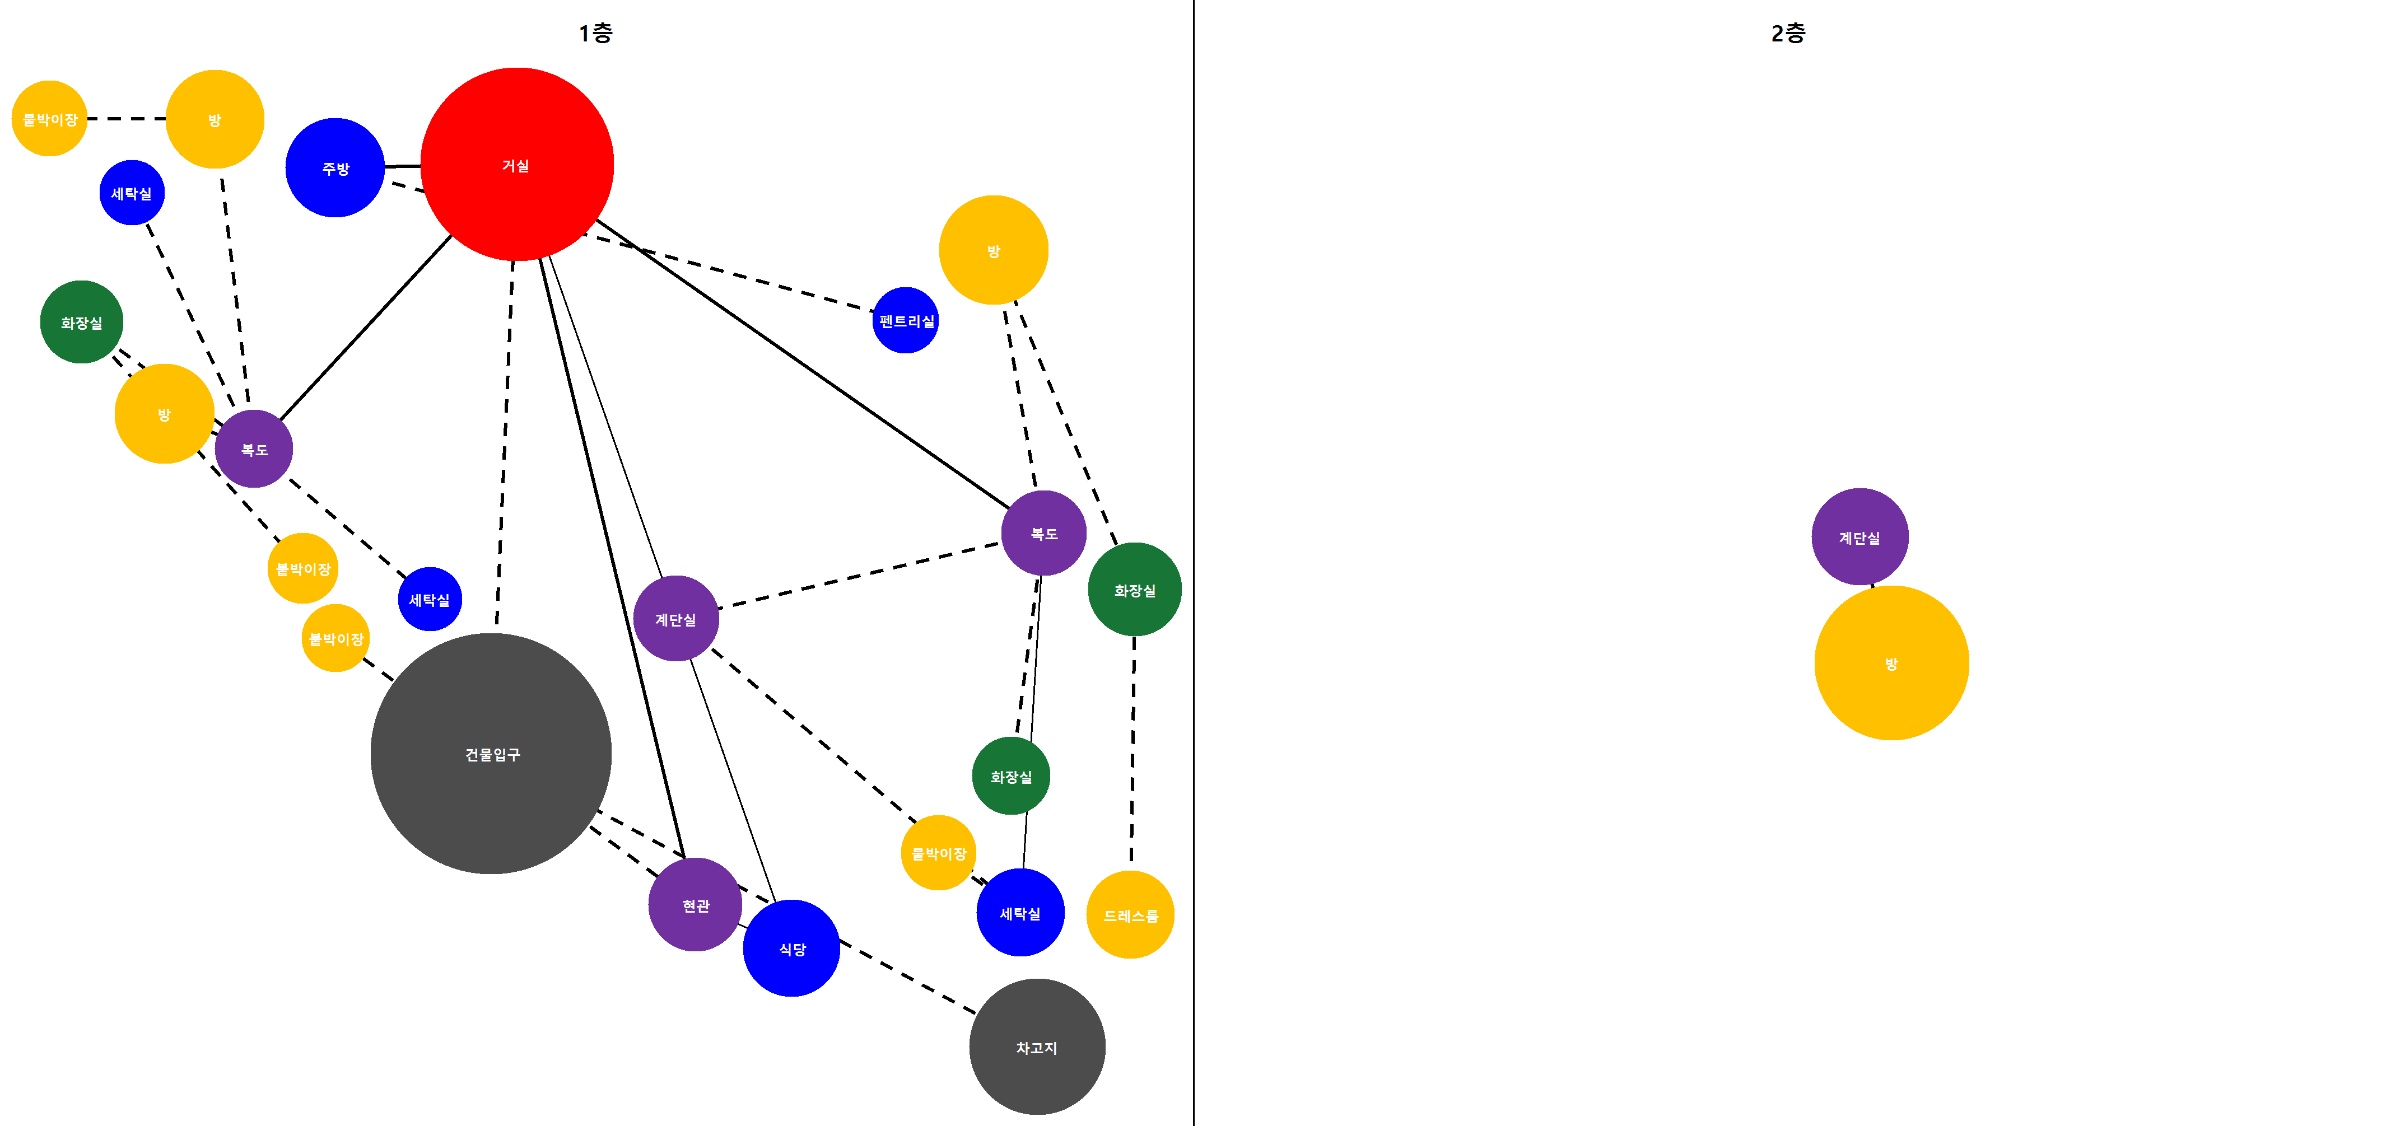 1층
2층
붙박이장
방
주방
거실
세탁실
방
화장실
펜트리실
방
복도
복도
계단실
화장실
붙박이장
세탁실
계단실
붙박이장
방
건물입구
화장실
붙박이장
현관
식당
세탁실
드레스룸
차고지